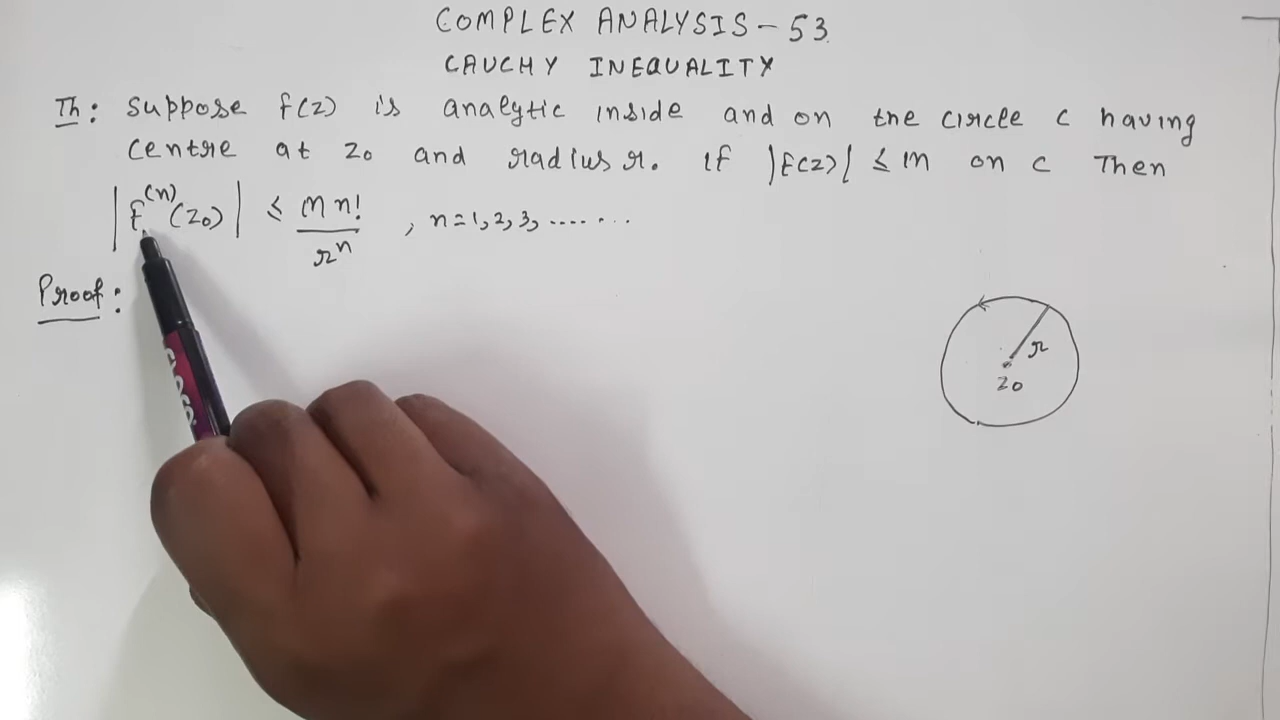 COMPLEX ANALYSIS - 53
CAUCHY INEQUALITY
Th: Suppose f(z) is analytic inside and on the circle c having
centre at z₀ and radius r. If |f(z)| ≤ M on c Then
|f⁽ⁿ⁾(z₀)| ≤ M n! / rⁿ , n = 1, 2, 3, .......
Proof:
r
z₀